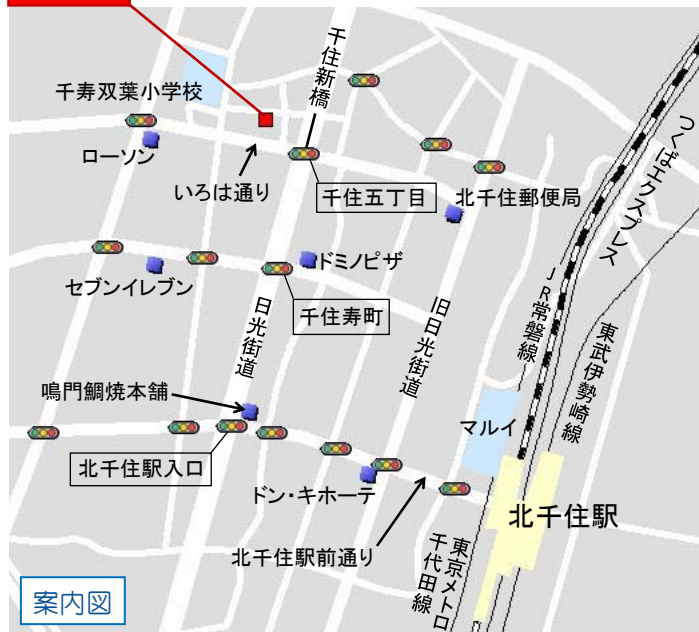 千住新橋
千寿双葉小学校
ローソン
いろは通り
千住五丁目
北千住郵便局
つくばエクスプレス
ドミノピザ
セブンイレブン
千住寿町
JR常磐線
日光街道
旧日光街道
東武伊勢崎線
鳴門鯛焼本舗
マルイ
北千住駅入口
ドン・キホーテ
北千住駅
北千住駅前通り
東京メトロ
千代田線
案内図